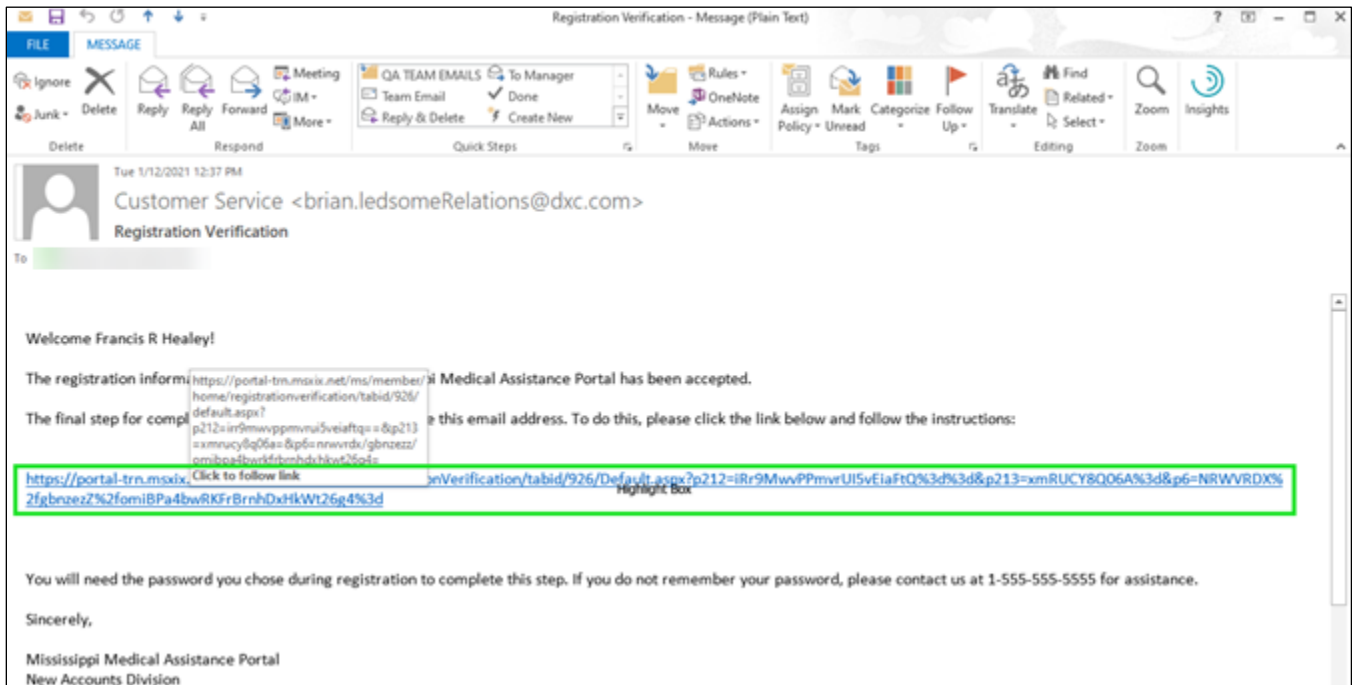 Registration Verification - Message (Plain Text)
FILE MESSAGE
Ignore
Junk
Delete
Reply
Reply All
Forward
Meeting
IM
More
QA TEAM EMAILS
To Manager
Team Email
Done
Reply & Delete
Create New
Move
Rules
OneNote
Actions
Assign Policy
Mark Unread
Categorize
Follow Up
Translate
Find
Related
Select
Zoom
Insights
Delete Respond Quick Steps Move Tags Editing Zoom
Tue 1/12/2021 12:37 PM
Customer Service <brian.ledsomeRelations@dxc.com>
Registration Verification
To
Welcome Francis R Healey!
The registration informa
i Medical Assistance Portal has been accepted.
The final step for compl
e this email address. To do this, please click the link below and follow the instructions:
https://portal-trn.msxix.net/ms/member/
home/registrationverification/tabid/926/
default.aspx?
p212=irr9mwvppmvrui5veiaftq==&p213
=xmrucy8q06a=&p6=nrwvrdx/gbnzezz/
omibpa4bwrkfrbrnhdxhkwt26g4=
Click to follow link
https://portal-trn.msxix. onVerification/tabid/926/Default.aspx?p212=iRr9MwvPPmvrUI5vEiaFtQ%3d%3d&p213=xmRUCY8Q06A%3d&p6=NRWVRDX%
2fgbnzezZ%2fomiBPa4bwRKFrBrnhDxHkWt26g4%3d
Highlight Box
You will need the password you chose during registration to complete this step. If you do not remember your password, please contact us at 1-555-555-5555 for assistance.
Sincerely,
Mississippi Medical Assistance Portal
New Accounts Division